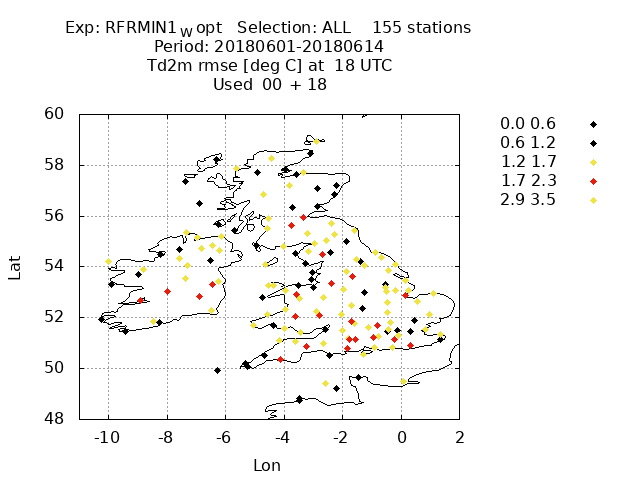 Exp: RFRMIN1_W opt Selection: ALL 155 stations
Period: 20180601-20180614
Td2m rmse [deg C] at 18 UTC
Used 00 + 18
0.0 0.6
0.6 1.2
1.2 1.7
1.7 2.3
2.9 3.5
Lat
60
58
56
54
52
50
48
-10 -8 -6 -4 -2 0 2
Lon